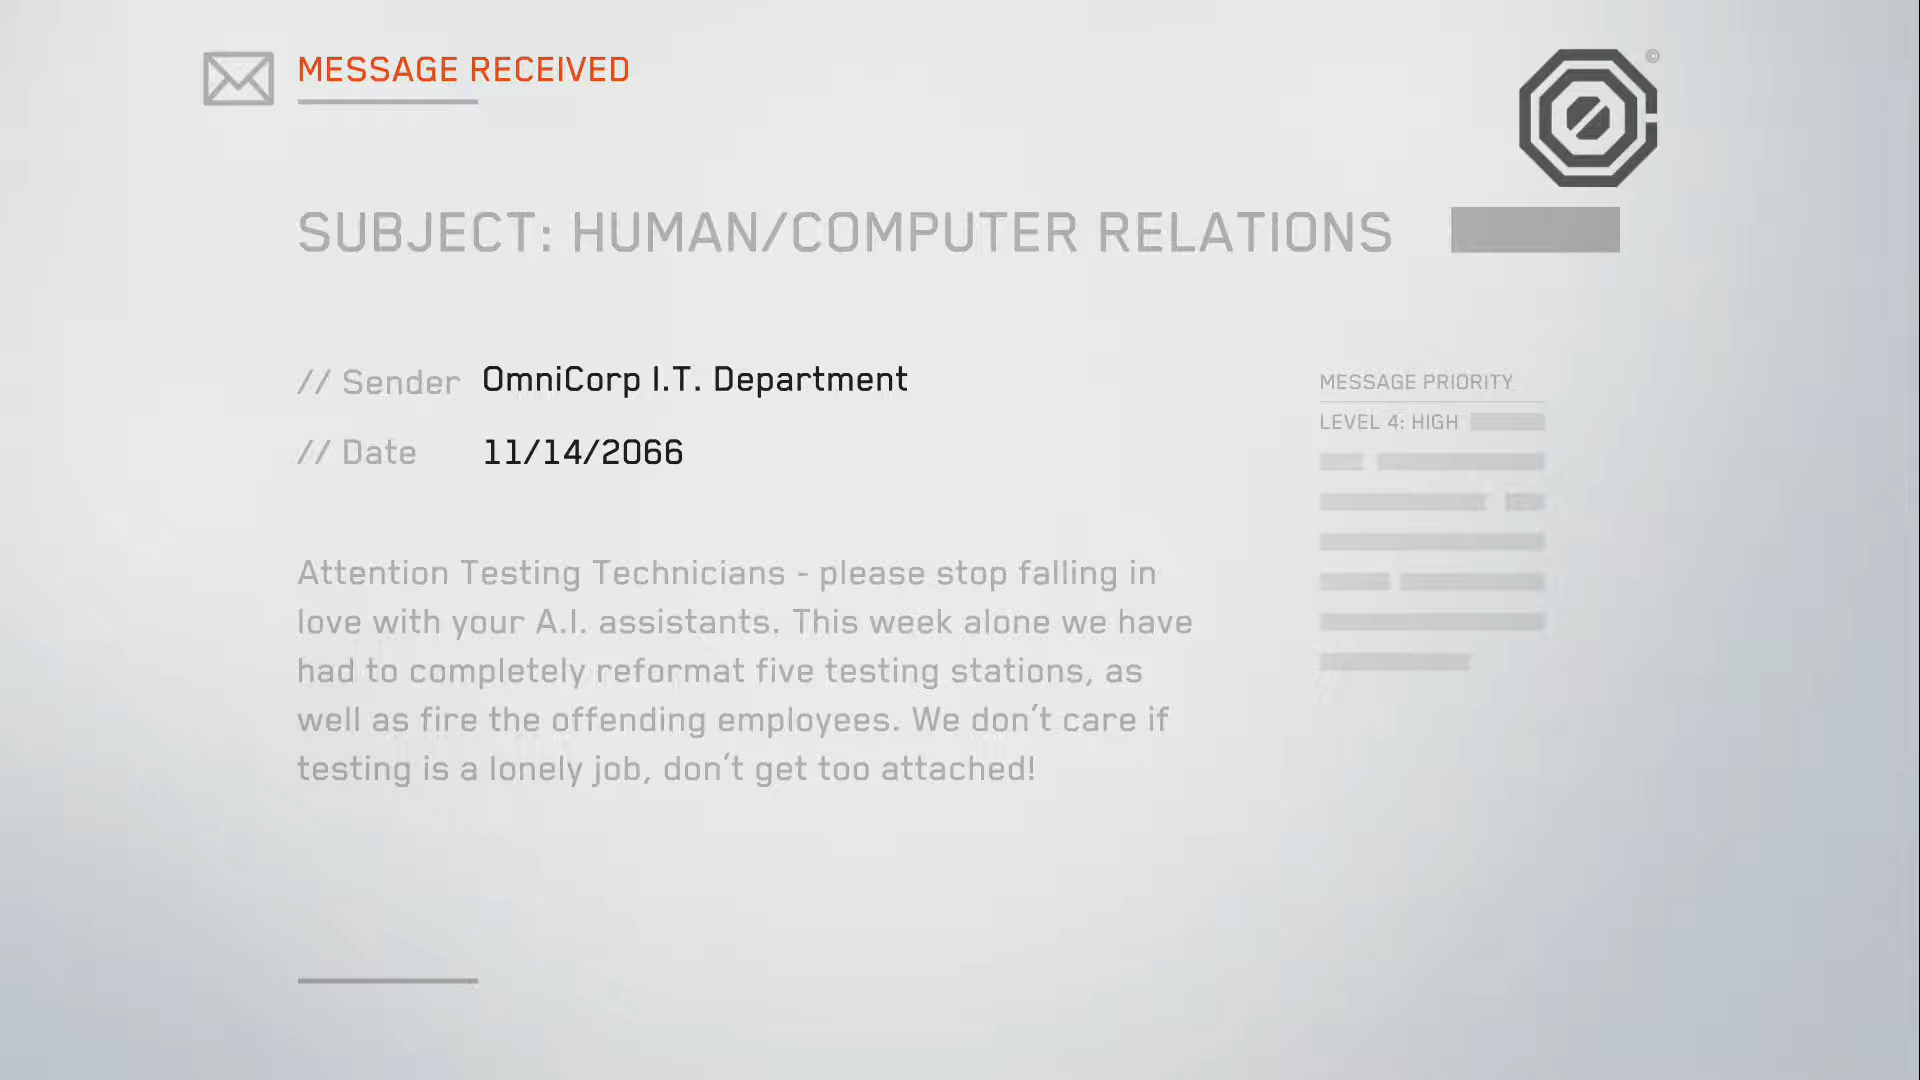 MESSAGE RECEIVED
©
SUBJECT: HUMAN/COMPUTER RELATIONS
// Sender OmniCorp I.T. Department
// Date 11/14/2066
MESSAGE PRIORITY
LEVEL 4: HIGH
Attention Testing Technicians - please stop falling in
love with your A.I. assistants. This week alone we have
had to completely reformat five testing stations, as
well as fire the offending employees. We don't care if
testing is a lonely job, don't get too attached!